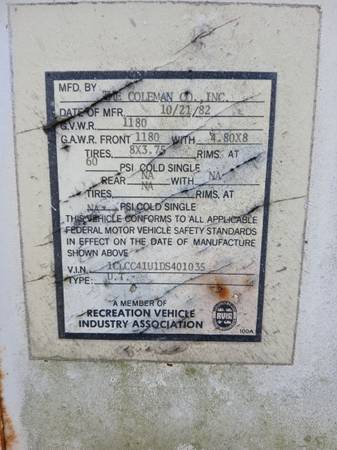 MFD. BY THE COLEMAN CO., INC.
DATE OF MFR. 10/21/82
G.V.W.R. 1180
G.A.W.R. FRONT 1180 WITH 4.80X8
TIRES, 8X3.75 RIMS, AT
60 PSI COLD SINGLE
REAR NA WITH NA
TIRES, NA RIMS, AT
NA PSI COLD SINGLE
THIS VEHICLE CONFORMS TO ALL APPLICABLE
FEDERAL MOTOR VEHICLE SAFETY STANDARDS
IN EFFECT ON THE DATE OF MANUFACTURE
SHOWN ABOVE
V.I.N. 1CLCC41U1DS401035
TYPE: U.T.
A MEMBER OF
RECREATION VEHICLE
INDUSTRY ASSOCIATION
RVIA
100A